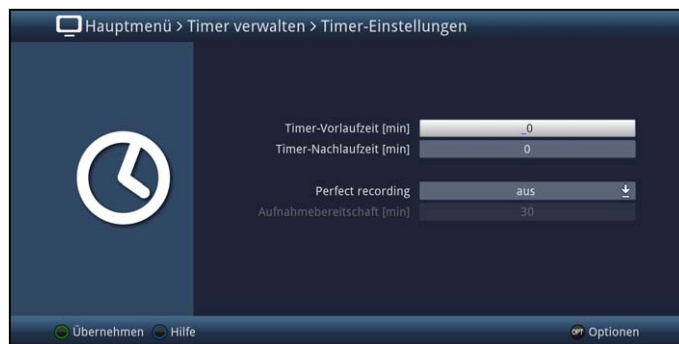 Hauptmenü > Timer verwalten > Timer-Einstellungen
Timer-Vorlaufzeit [min] _0
Timer-Nachlaufzeit [min] 0
Perfect recording aus
Aufnahmebereitschaft [min] 30
Übernehmen Hilfe OPT Optionen